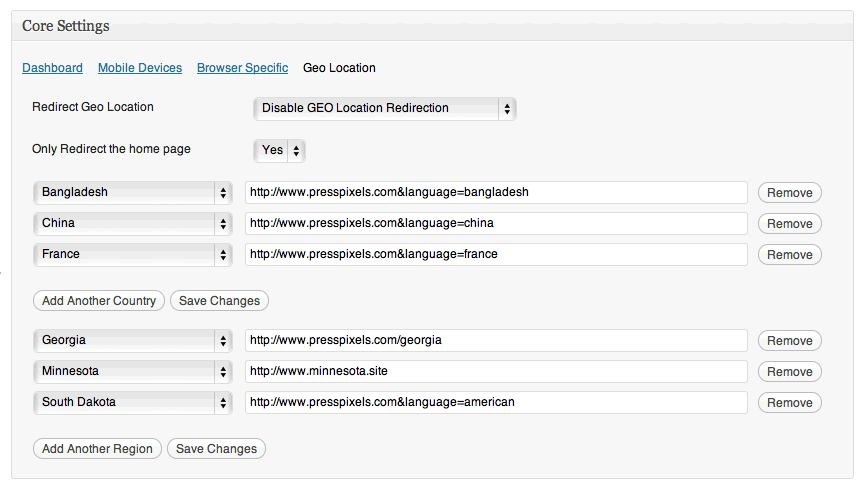 Core Settings
Dashboard Mobile Devices Browser Specific Geo Location
Redirect Geo Location Disable GEO Location Redirection
Only Redirect the home page Yes
Bangladesh http://www.presspixels.com&language=bangladesh Remove
China http://www.presspixels.com&language=china Remove
France http://www.presspixels.com&language=france Remove
Add Another Country Save Changes
Georgia http://www.presspixels.com/georgia Remove
Minnesota http://www.minnesota.site Remove
South Dakota http://www.presspixels.com&language=american Remove
Add Another Region Save Changes